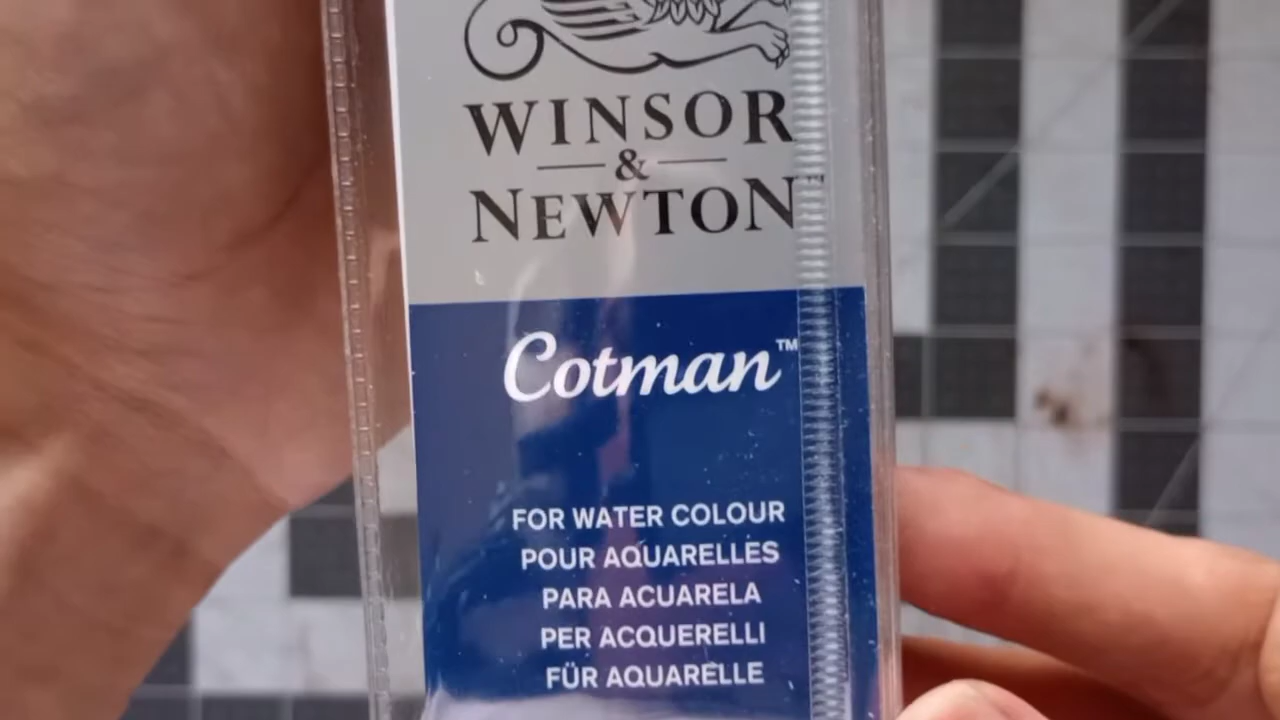 WINSOR
&
NEWTON™
Cotman™
FOR WATER COLOUR
POUR AQUARELLES
PARA ACUARELA
PER ACQUERELLI
FÜR AQUARELLE